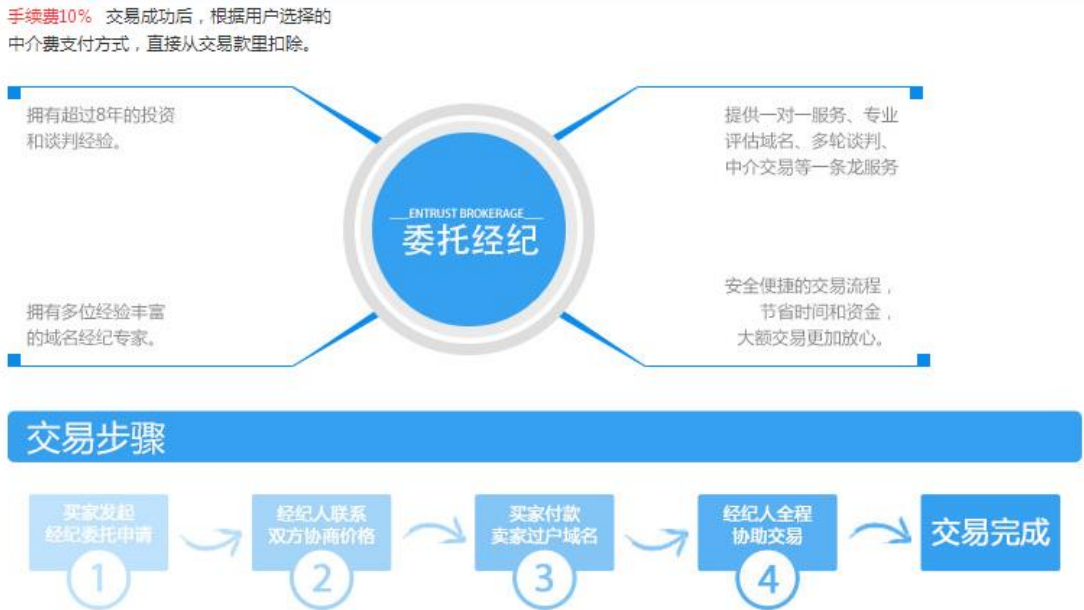 手续费10% 交易成功后，根据用户选择的
中介费支付方式，直接从交易款里扣除。
拥有超过8年的投资
和谈判经验。
提供一对一服务、专业
评估域名、多轮谈判、
中介交易等一条龙服务
ENTRUST BROKERAGE
委托经纪
拥有多位经验丰富
的域名经纪专家。
安全便捷的交易流程，
节省时间和资金，
大额交易更加放心。
交易步骤
买家发起
经纪委托申请
1
经纪人联系
双方协商价格
2
买家付款
卖家过户域名
3
经纪人全程
协助交易
4
交易完成